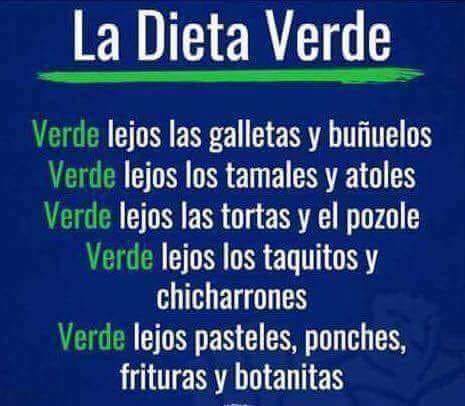 La Dieta Verde
Verde lejos las galletas y buñuelos
Verde lejos los tamales y atoles
Verde lejos las tortas y el pozole
Verde lejos los taquitos y
chicharrones
Verde lejos pasteles, ponches,
frituras y botanitas